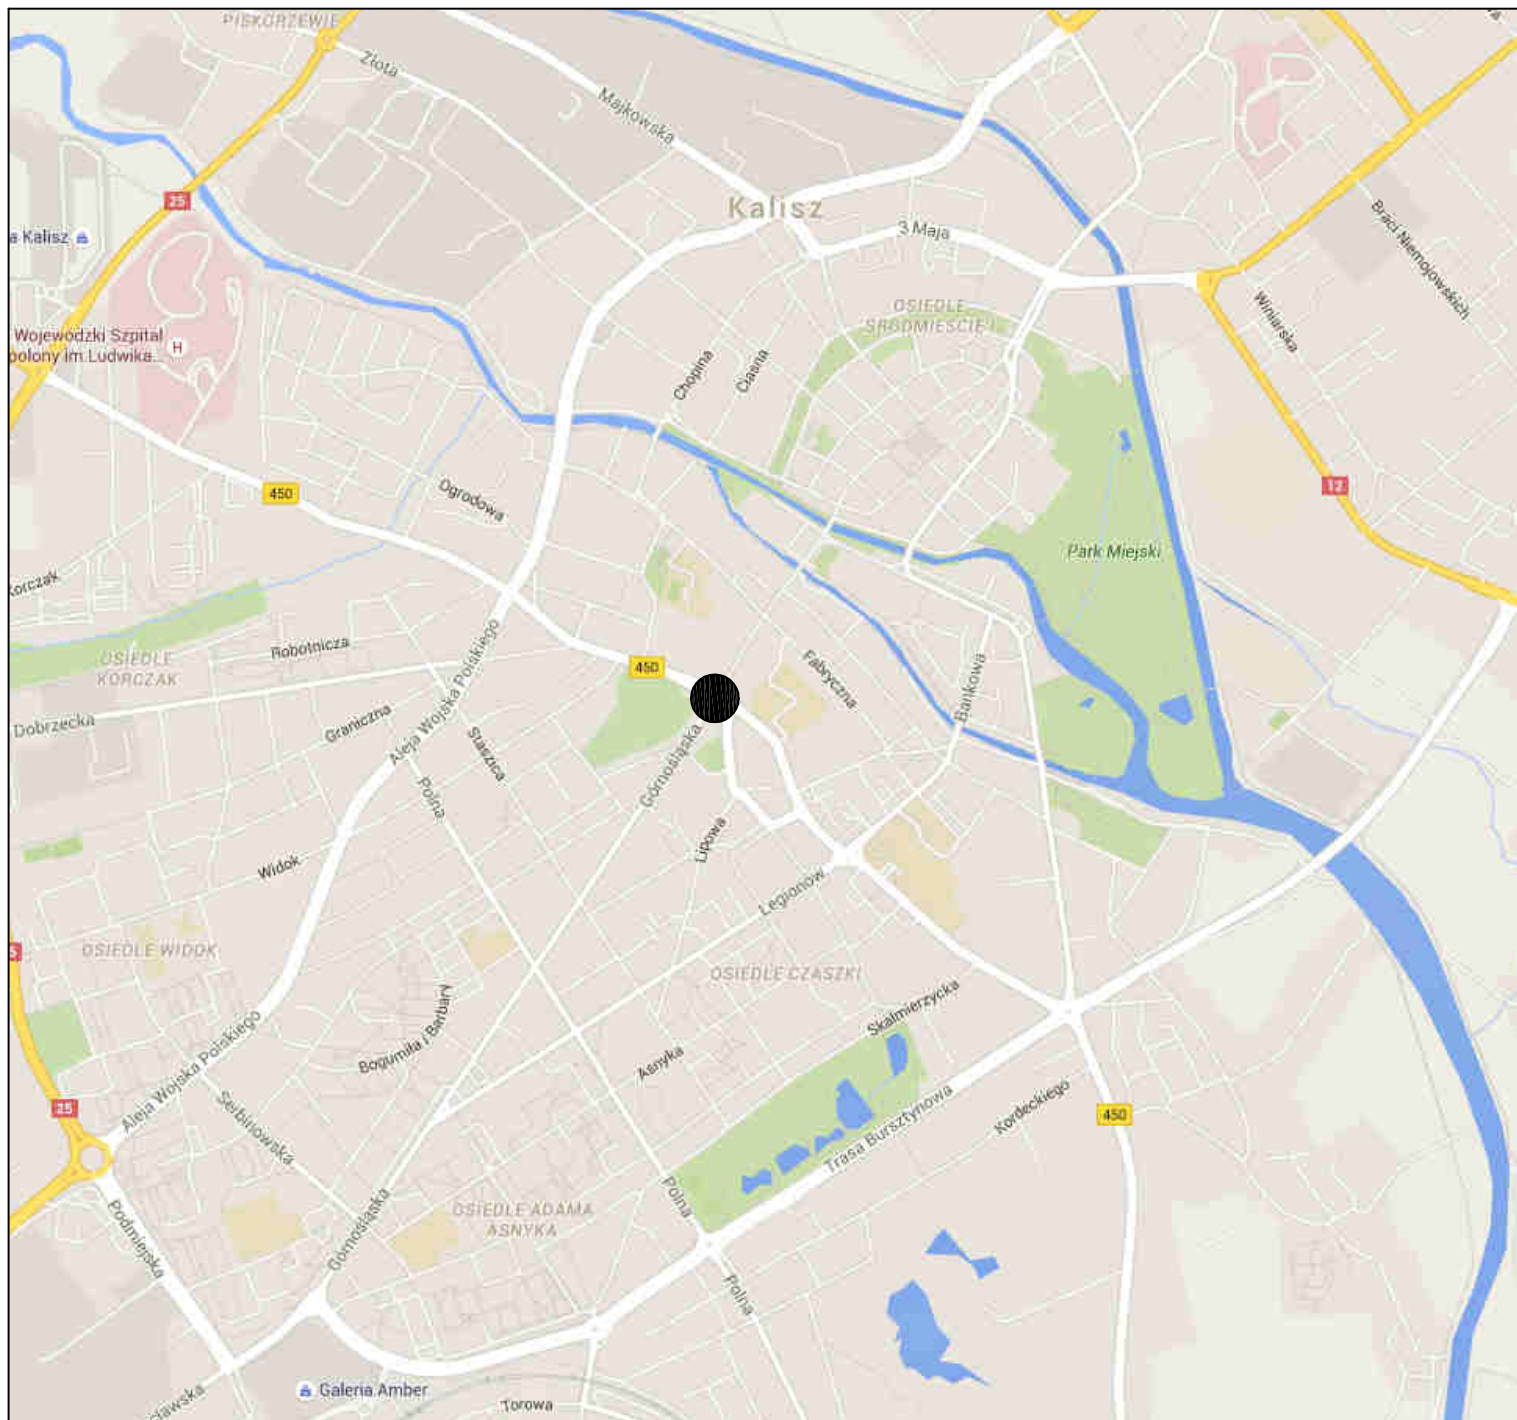 PISKORZEWIE
Złota
Majkowska
25
Kalisz
a Kalisz
3 Maja
Braci Niemojowskich
Winiarska
OSIEDLE
ŚRÓDMIEŚCIE I
Wojewódzki Szpital
H
polony im.Ludwika...
Chopina
Ciasna
450
Ogrodowa
12
Park Miejski
Korczak
Robotnicza
OSIEDLE
KORCZAK
450
Fabryczna
Bankowa
Dobrzecka
Graniczna
Aleja Wojska Polskiego
Staszica
Górnośląska
Polna
Lipowa
Widok
Legionów
OSIEDLE WIDOK
5
OSIEDLE CZASZKI
Skalmierzycka
Bogumiła i Barbary
Aleja Wojska Polskiego
Asnyka
25
Serbinowska
Kordeckiego
450
Trasa Bursztynowa
Polna
OSIEDLE ADAMA
ASNYKA
Podmiejska
Górnośląska
Polna
Galeria Amber
Torowa
cławska